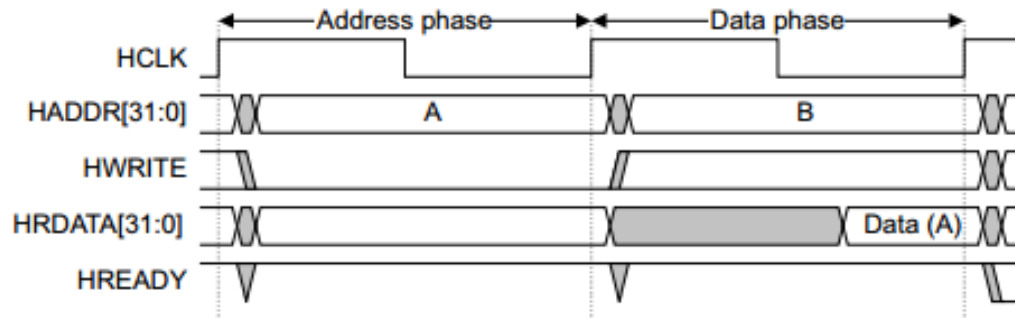 Address phase Data phase
HCLK
HADDR[31:0] A B
HWRITE
HRDATA[31:0] Data (A)
HREADY